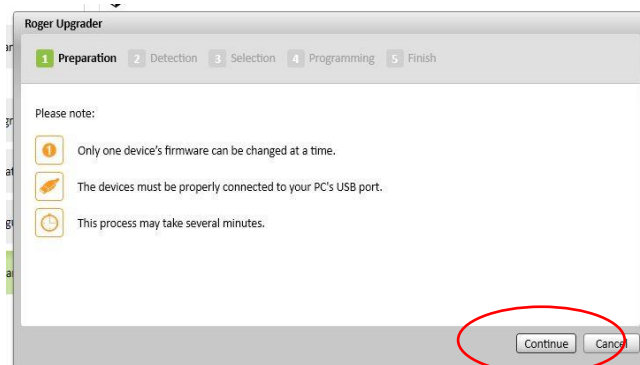 Roger Upgrader
1 Preparation 2 Detection 3 Selection 4 Programming 5 Finish
Please note:
1 Only one device's firmware can be changed at a time.
The devices must be properly connected to your PC's USB port.
This process may take several minutes.
Continue Cancel